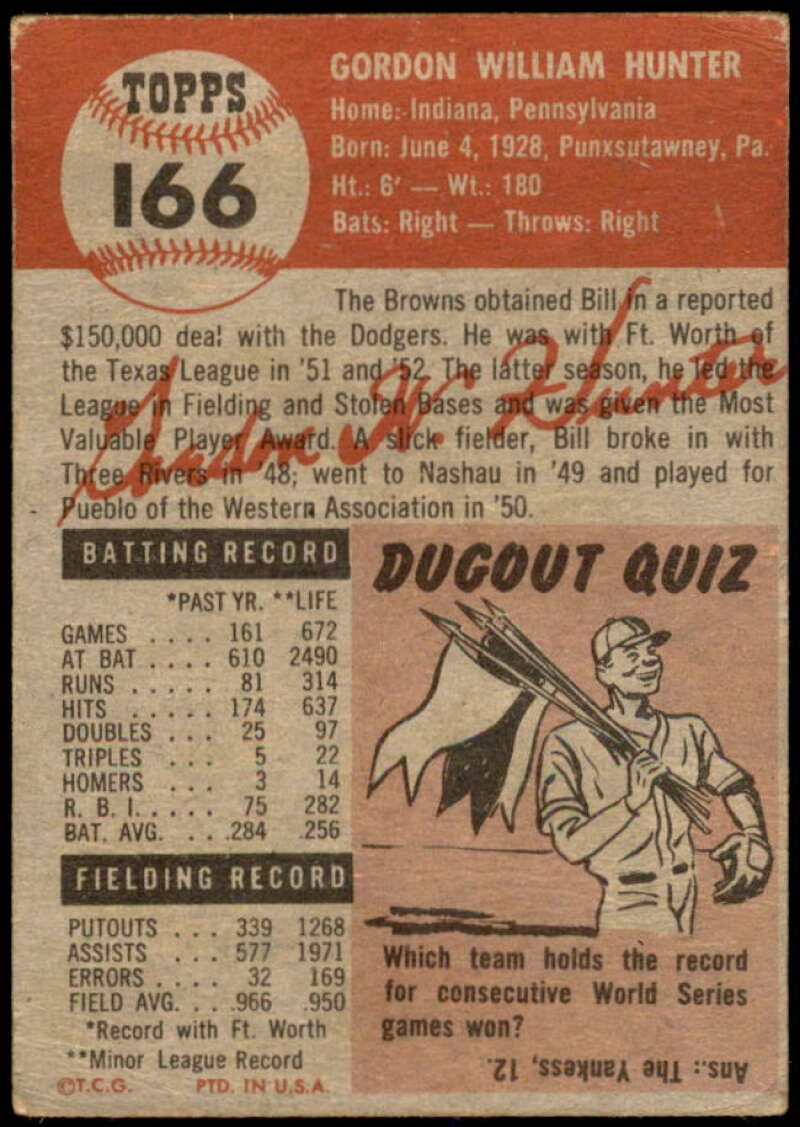 TOPPS
166
GORDON WILLIAM HUNTER
Home: Indiana, Pennsylvania
Born: June 4, 1928, Punxsutawney, Pa.
Ht.: 6' — Wt.: 180
Bats: Right — Throws: Right
The Browns obtained Bill in a reported
$150,000 deal with the Dodgers. He was with Ft. Worth of
the Texas League in '51 and '52. The latter season, he led the
League in Fielding and Stolen Bases and was given the Most
Valuable Player Award. A slick fielder, Bill broke in with
Three Rivers in '48; went to Nashau in '49 and played for
Pueblo of the Western Association in '50.
Gordon W. Hunter
BATTING RECORD
*PAST YR. **LIFE
GAMES .... 161 672
AT BAT .... 610 2490
RUNS ..... 81 314
HITS ..... 174 637
DOUBLES ... 25 97
TRIPLES ... 5 22
HOMERS ... 3 14
R. B. I. .... 75 282
BAT. AVG. ... .284 .256
FIELDING RECORD
PUTOUTS ... 339 1268
ASSISTS ... 577 1971
ERRORS .... 32 169
FIELD AVG. ... .966 .950
*Record with Ft. Worth
**Minor League Record
©T.C.G. PTD. IN U.S.A.
DUGOUT QUIZ
Which team holds the record
for consecutive World Series
games won?
Ans.: The Yankess, 12.